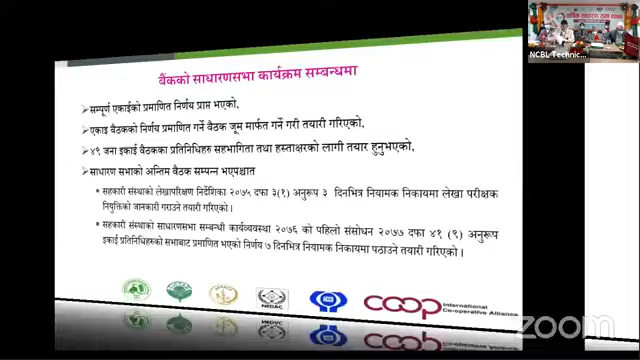 बैंकको साधारणसभा कार्यक्रम सम्बन्धमा
➢सम्पूर्ण एकाईको प्रमाणित निर्णय प्राप्त भएको,
➢एकाइ बैठकको निर्णय प्रमाणित गर्ने बैठक जूम मार्फत गर्ने गरी तयारी गरिएको,
➢४९ जना इकाई बैठकका प्रतिनिधिहरु सहभागिता तथा हस्ताक्षरको लागी तयार हुनुभएको,
➢साधारण सभाको अन्तिम बैठक सम्पन्न भएपश्चात
• सहकारी संस्थाको लेखापरिक्षण निर्देशिका २०७५ दफा ३(१) अनुरूप ३ दिनभित्र नियामक निकायमा लेखा परीक्षक
नियुक्तिको जानकारी गराउने तयारी गरिएको।
• सहकारी संस्थाको साधारणसभा सम्बन्धी कार्यव्यवस्था २०७६ को पहिलो संसोधन २०७७ दफा ४१ (९) अनुरूप
इकाई प्रतिनिधिहरुको सभाबाट प्रमाणित भएको निर्णय ७ दिनभित्र नियामक निकायमा पठाउने तयारी गरिएको।
NEDAC
coop International
Co-operative Alliance
zoom
वार्षिक साधारण सभा
NCBL Technic...